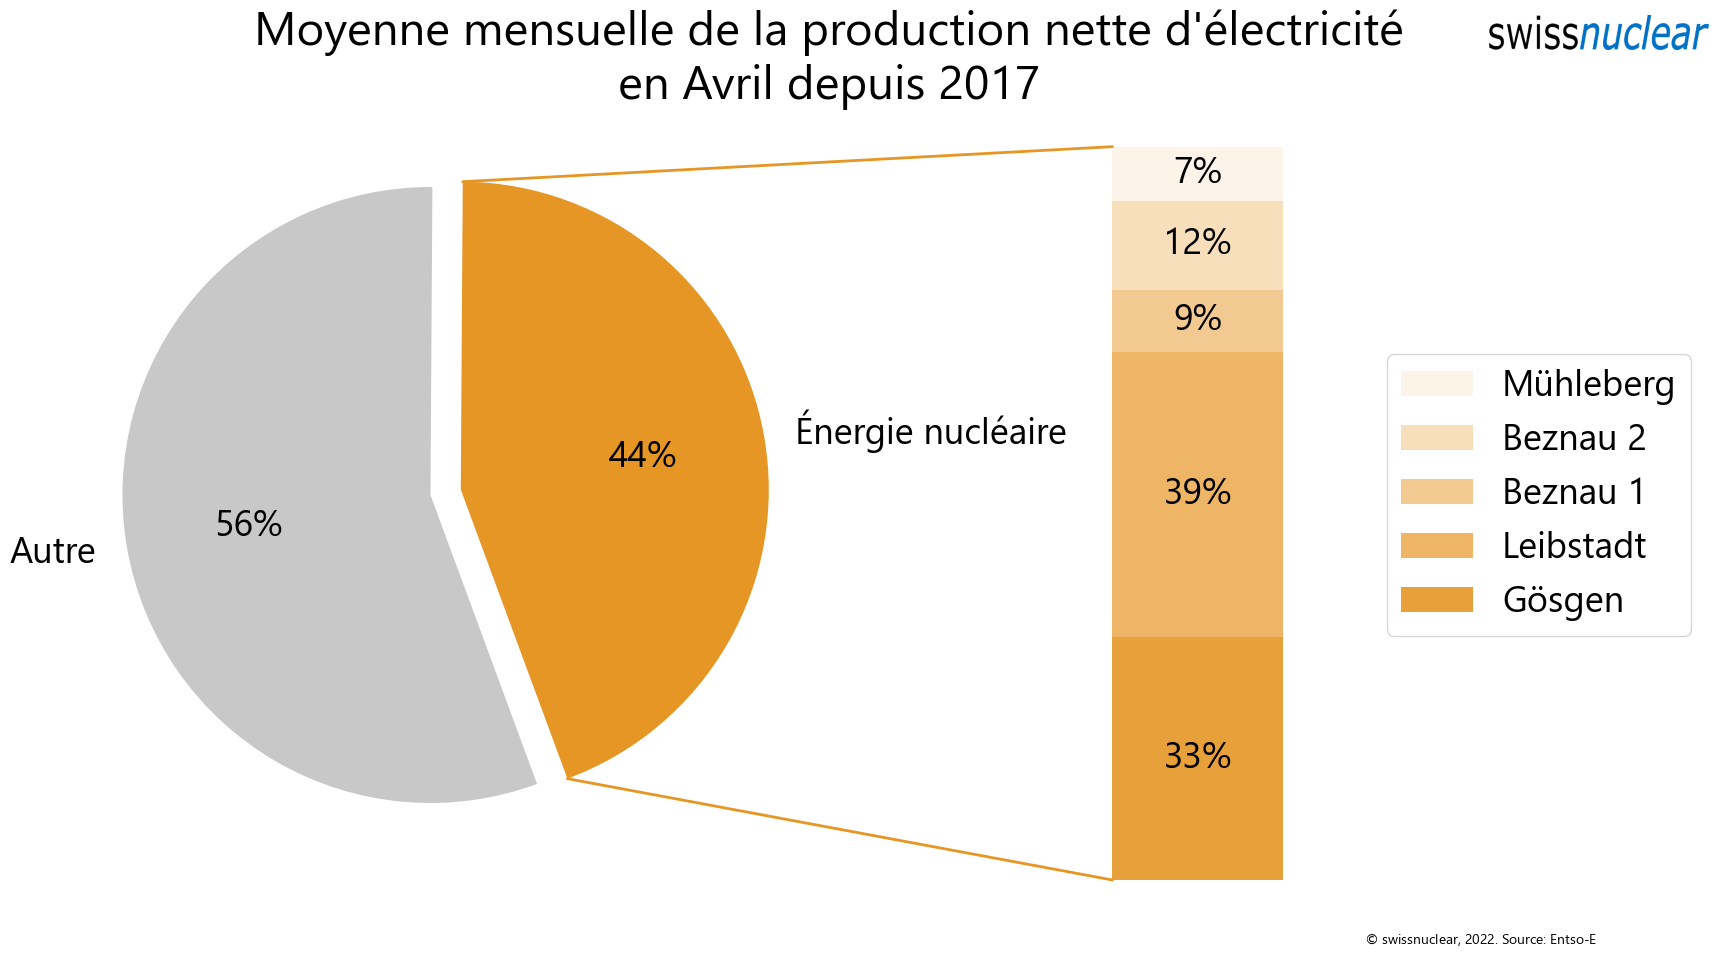 Moyenne mensuelle de la production nette d'électricité
en Avril depuis 2017
swissnuclear
7%
12%
9%
39%
33%
Énergie nucléaire
44%
56%
Autre
Mühleberg
Beznau 2
Beznau 1
Leibstadt
Gösgen
© swissnuclear, 2022. Source: Entso-E